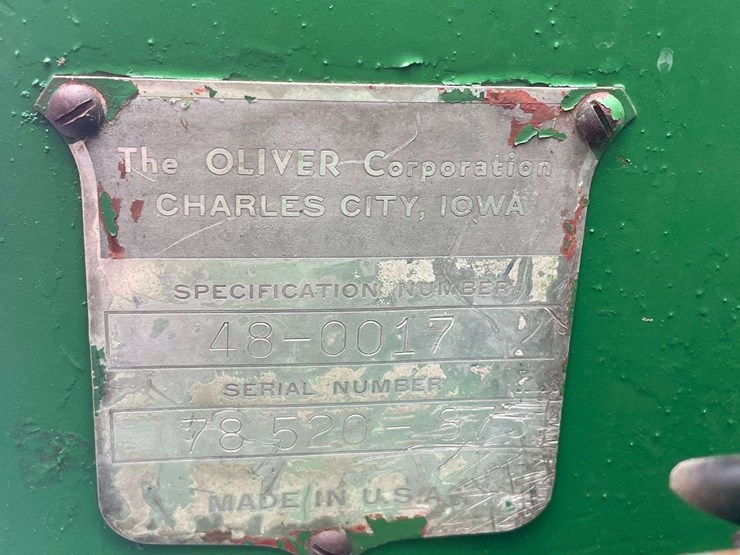 The OLIVER Corporation
CHARLES CITY, IOWA
SPECIFICATION NUMBER
48-0017
SERIAL NUMBER
78 520-
MADE IN U.S.A.